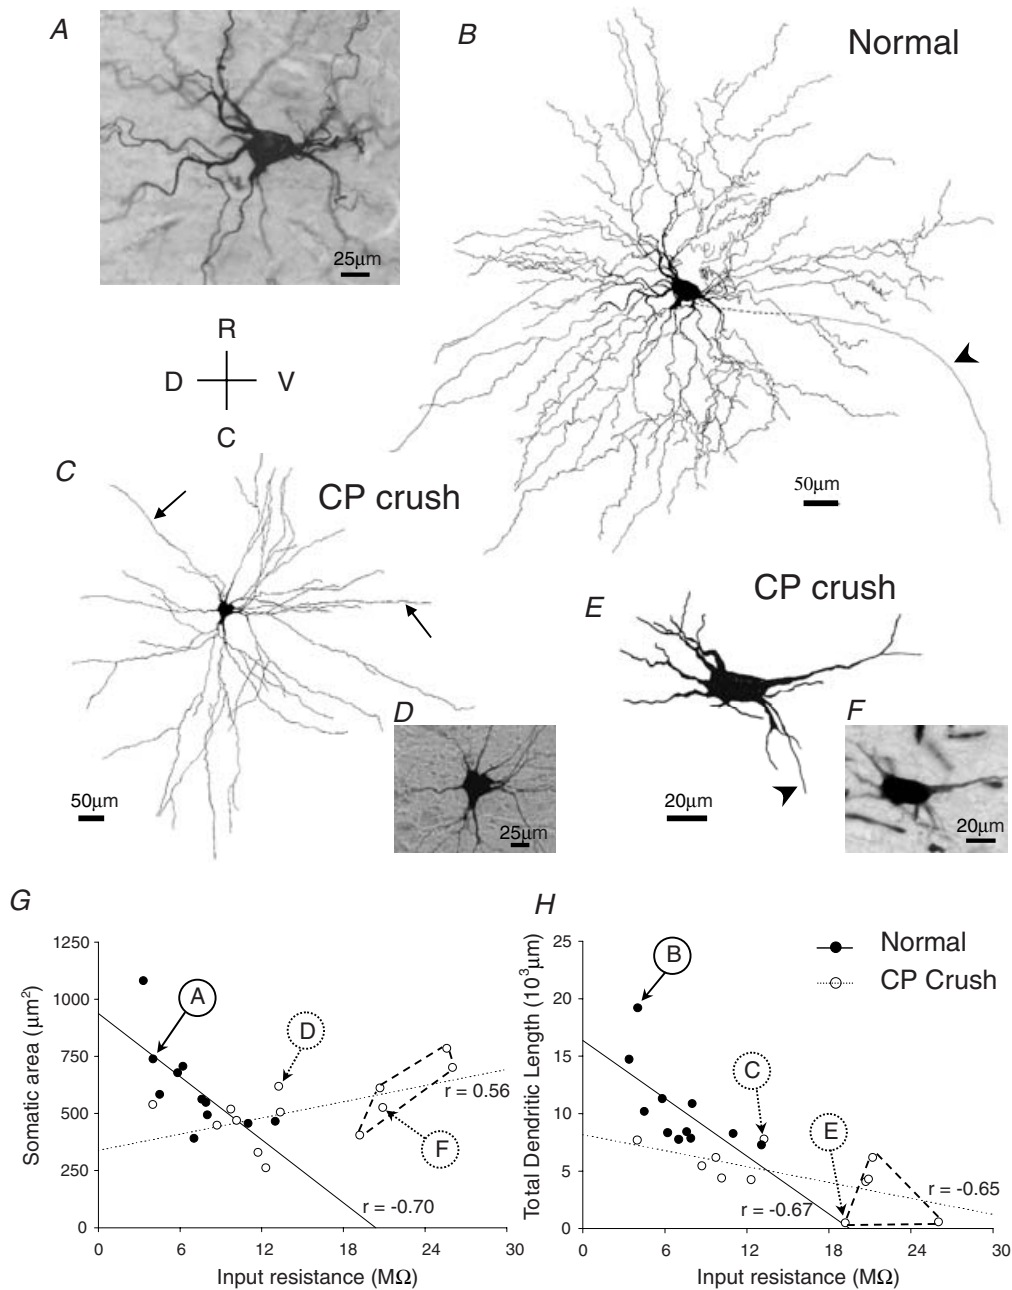 A
B
Normal
25μm
R
D V
C
50μm
C
CP crush
CP crush
E
D
F
50μm
25μm
20μm
20μm
G
H
Normal
CP Crush
Somatic area (μm²)
1250
1000
750
500
250
0
A
D
F
r = 0.56
r = -0.70
0 6 12 18 24 30
Input resistance (MΩ)
Total Dendritic Length (10³μm)
25
20
15
10
5
0
B
C
E
r = -0.65
r = -0.67
0 6 12 18 24 30
Input resistance (MΩ)